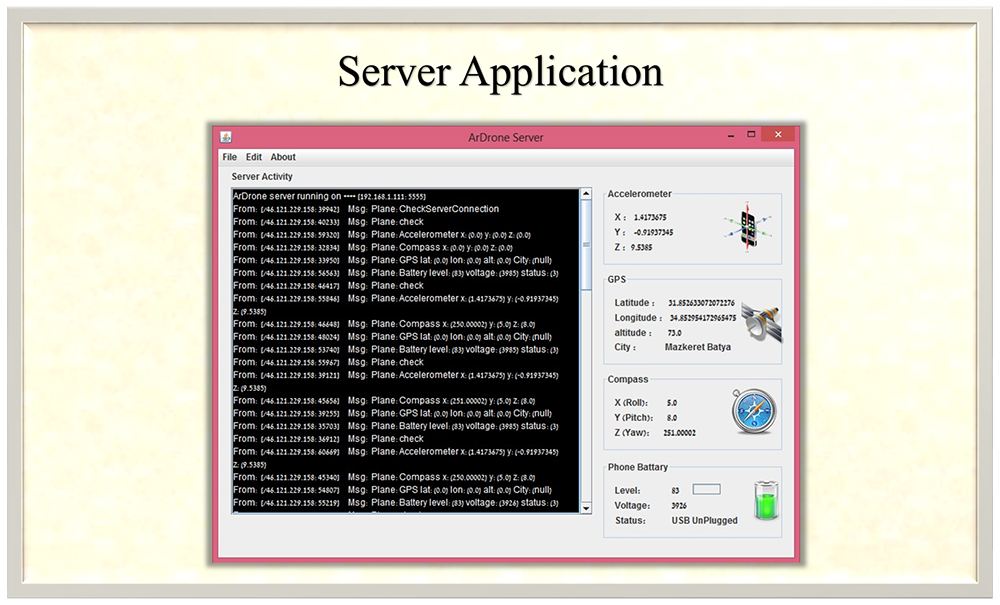 Server Application
ArDrone Server
File Edit About
Server Activity
ArDrone server running on ---- [192.168.1.111: 5555]
From: [/46.121.229.158: 39942] Msg: Plane: CheckServerConnection
From: [/46.121.229.158: 40233] Msg: Plane: check
From: [/46.121.229.158: 59320] Msg: Plane: Accelerometer x: (0.0) y: (0.0) Z: (0.0)
From: [/46.121.229.158: 32834] Msg: Plane: Compass x: (0.0) y: (0.0) Z: (0.0)
From: [/46.121.229.158: 33950] Msg: Plane: GPS lat: (0.0) lon: (0.0) alt: (0.0) City: (null)
From: [/46.121.229.158: 56563] Msg: Plane: Battery level: (83) voltage: (3985) status: (3)
From: [/46.121.229.158: 46417] Msg: Plane: check
From: [/46.121.229.158: 55846] Msg: Plane: Accelerometer x: (1.4173675) y: (-0.91937345)
Z: (9.5385)
From: [/46.121.229.158: 46648] Msg: Plane: Compass x: (250.00002) y: (5.0) Z: (8.0)
From: [/46.121.229.158: 48024] Msg: Plane: GPS lat: (0.0) lon: (0.0) alt: (0.0) City: (null)
From: [/46.121.229.158: 53740] Msg: Plane: Battery level: (83) voltage: (3985) status: (3)
From: [/46.121.229.158: 55967] Msg: Plane: check
From: [/46.121.229.158: 39121] Msg: Plane: Accelerometer x: (1.4173675) y: (-0.91937345)
Z: (9.5385)
From: [/46.121.229.158: 45656] Msg: Plane: Compass x: (251.00002) y: (5.0) Z: (8.0)
From: [/46.121.229.158: 39255] Msg: Plane: GPS lat: (0.0) lon: (0.0) alt: (0.0) City: (null)
From: [/46.121.229.158: 35703] Msg: Plane: Battery level: (83) voltage: (3985) status: (3)
From: [/46.121.229.158: 36912] Msg: Plane: check
From: [/46.121.229.158: 60669] Msg: Plane: Accelerometer x: (1.4173675) y: (-0.91937345)
Z: (9.5385)
From: [/46.121.229.158: 45340] Msg: Plane: Compass x: (250.00002) y: (5.0) Z: (8.0)
From: [/46.121.229.158: 54807] Msg: Plane: GPS lat: (0.0) lon: (0.0) alt: (0.0) City: (null)
From: [/46.121.229.158: 55219] Msg: Plane: Battery level: (83) voltage: (3926) status: (3)
Accelerometer
X : 1.4173675
Y : -0.91937345
Z : 9.5385
GPS
Latitude : 31.852633072072276
Longitude : 34.852954172965475
altitude : 73.0
City : Mazkeret Batya
Compass
X (Roll): 5.0
Y (Pitch): 8.0
Z (Yaw): 251.00002
Phone Battary
Level: 83
Voltage: 3926
Status: USB UnPlugged